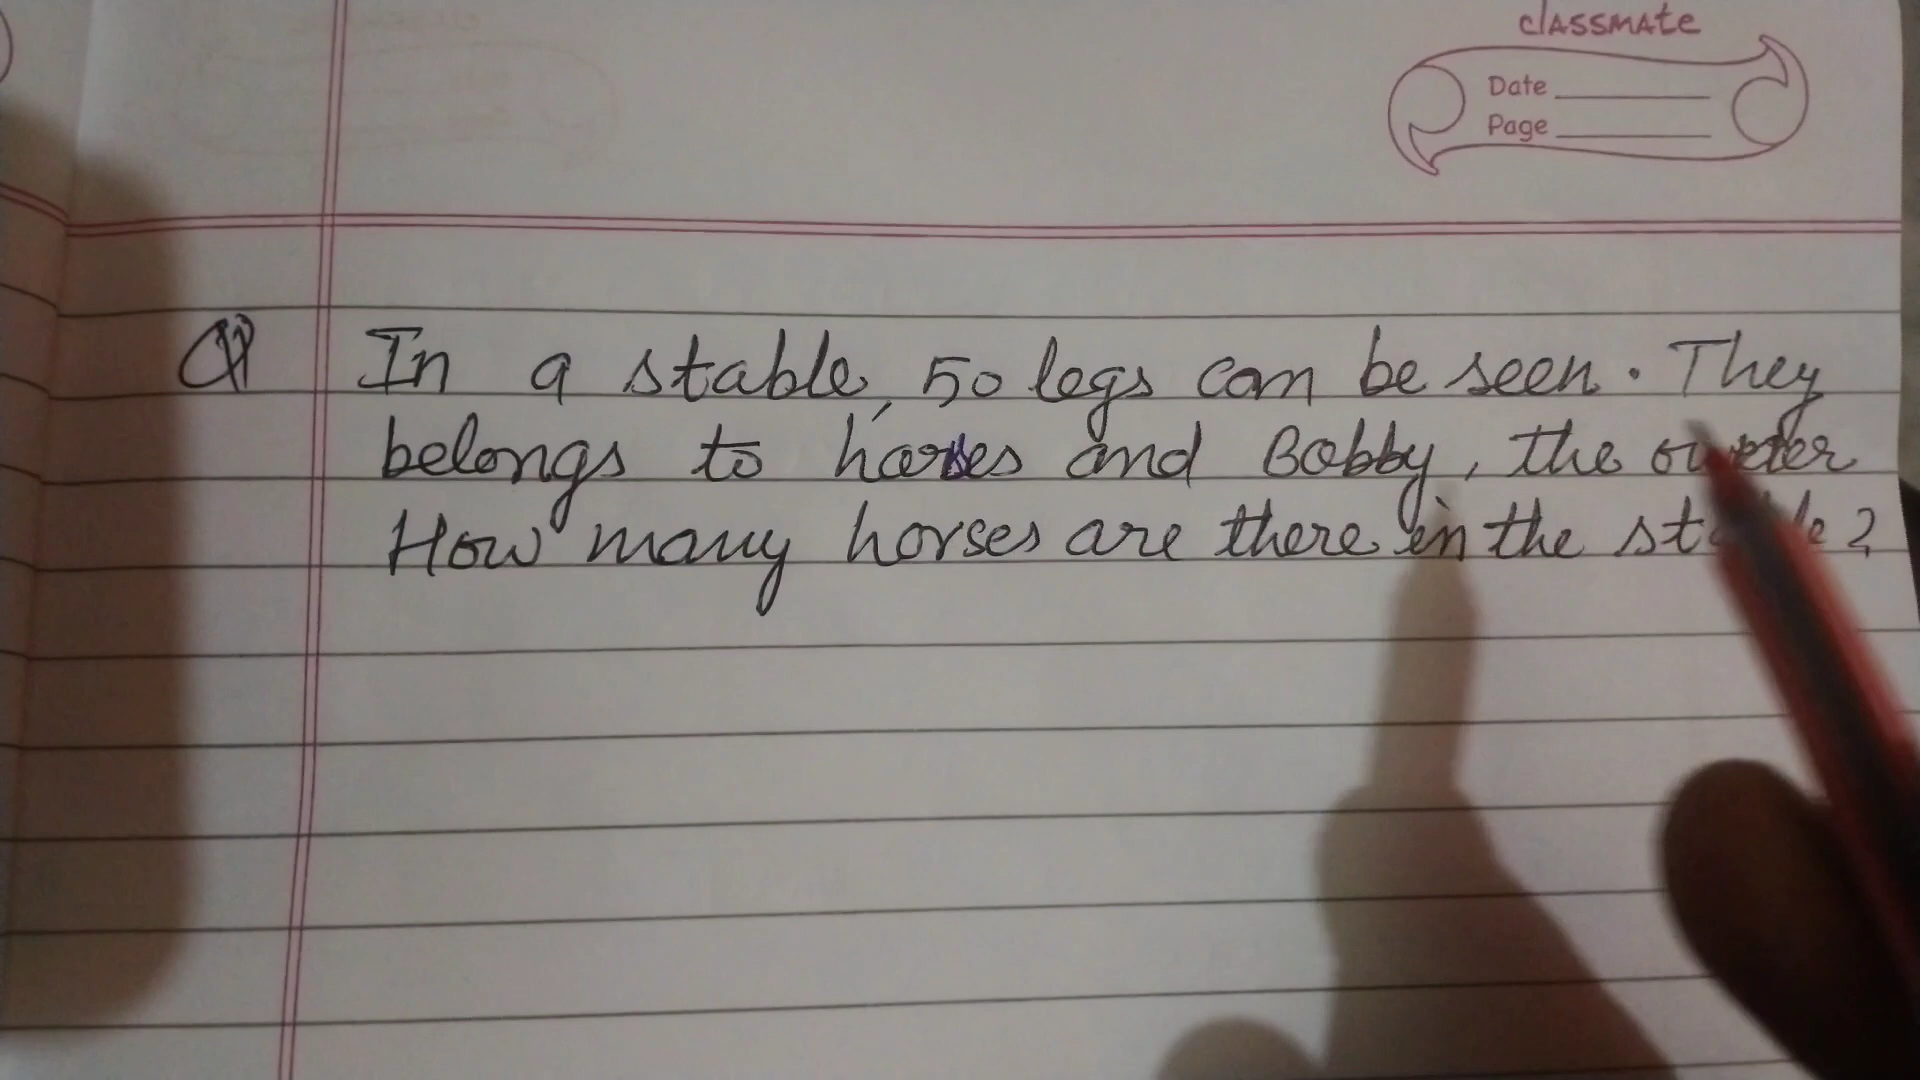 classmate
Date
Page
Q In a stable, 50 legs can be seen. They
belongs to horses and Bobby, the
How many horses are there in the stable?